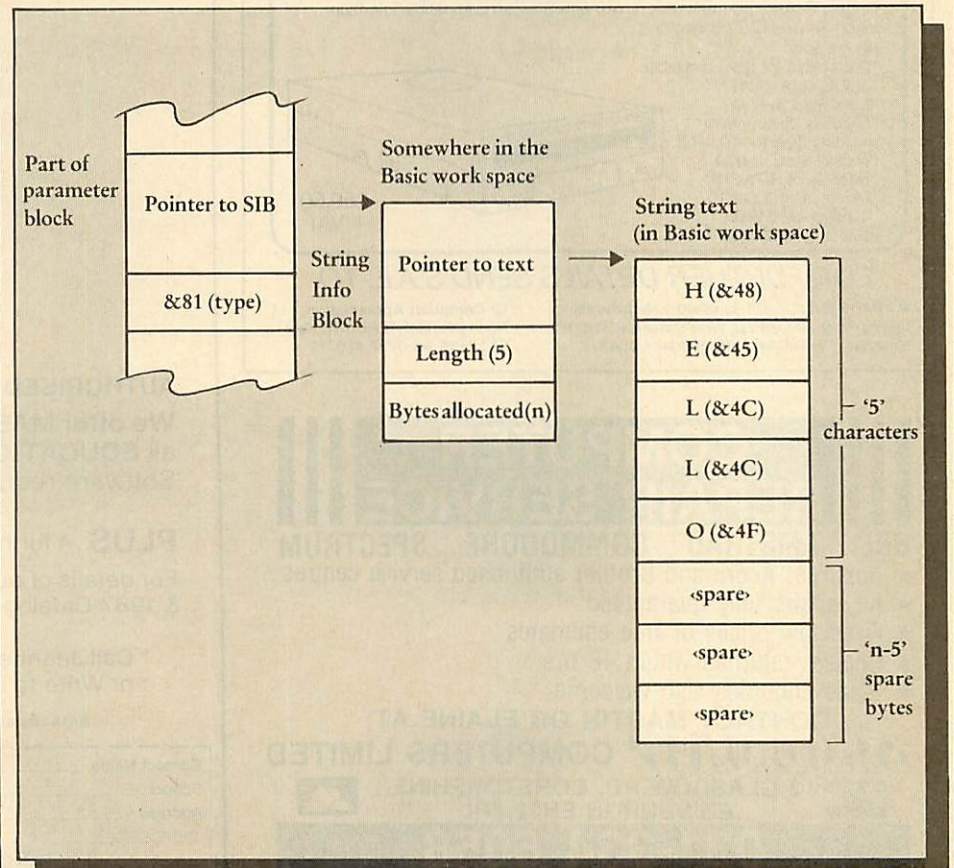 Part of
parameter
block
Pointer to SIB
&81 (type)
Somewhere in the
Basic work space
String
Info
Block
Pointer to text
Length (5)
Bytes allocated(n)
String text
(in Basic work space)
H (&48)
E (&45)
L (&4C)
L (&4C)
O (&4F)
‹spare›
‹spare›
‹spare›
‘5’
characters
‘n-5’
spare
bytes